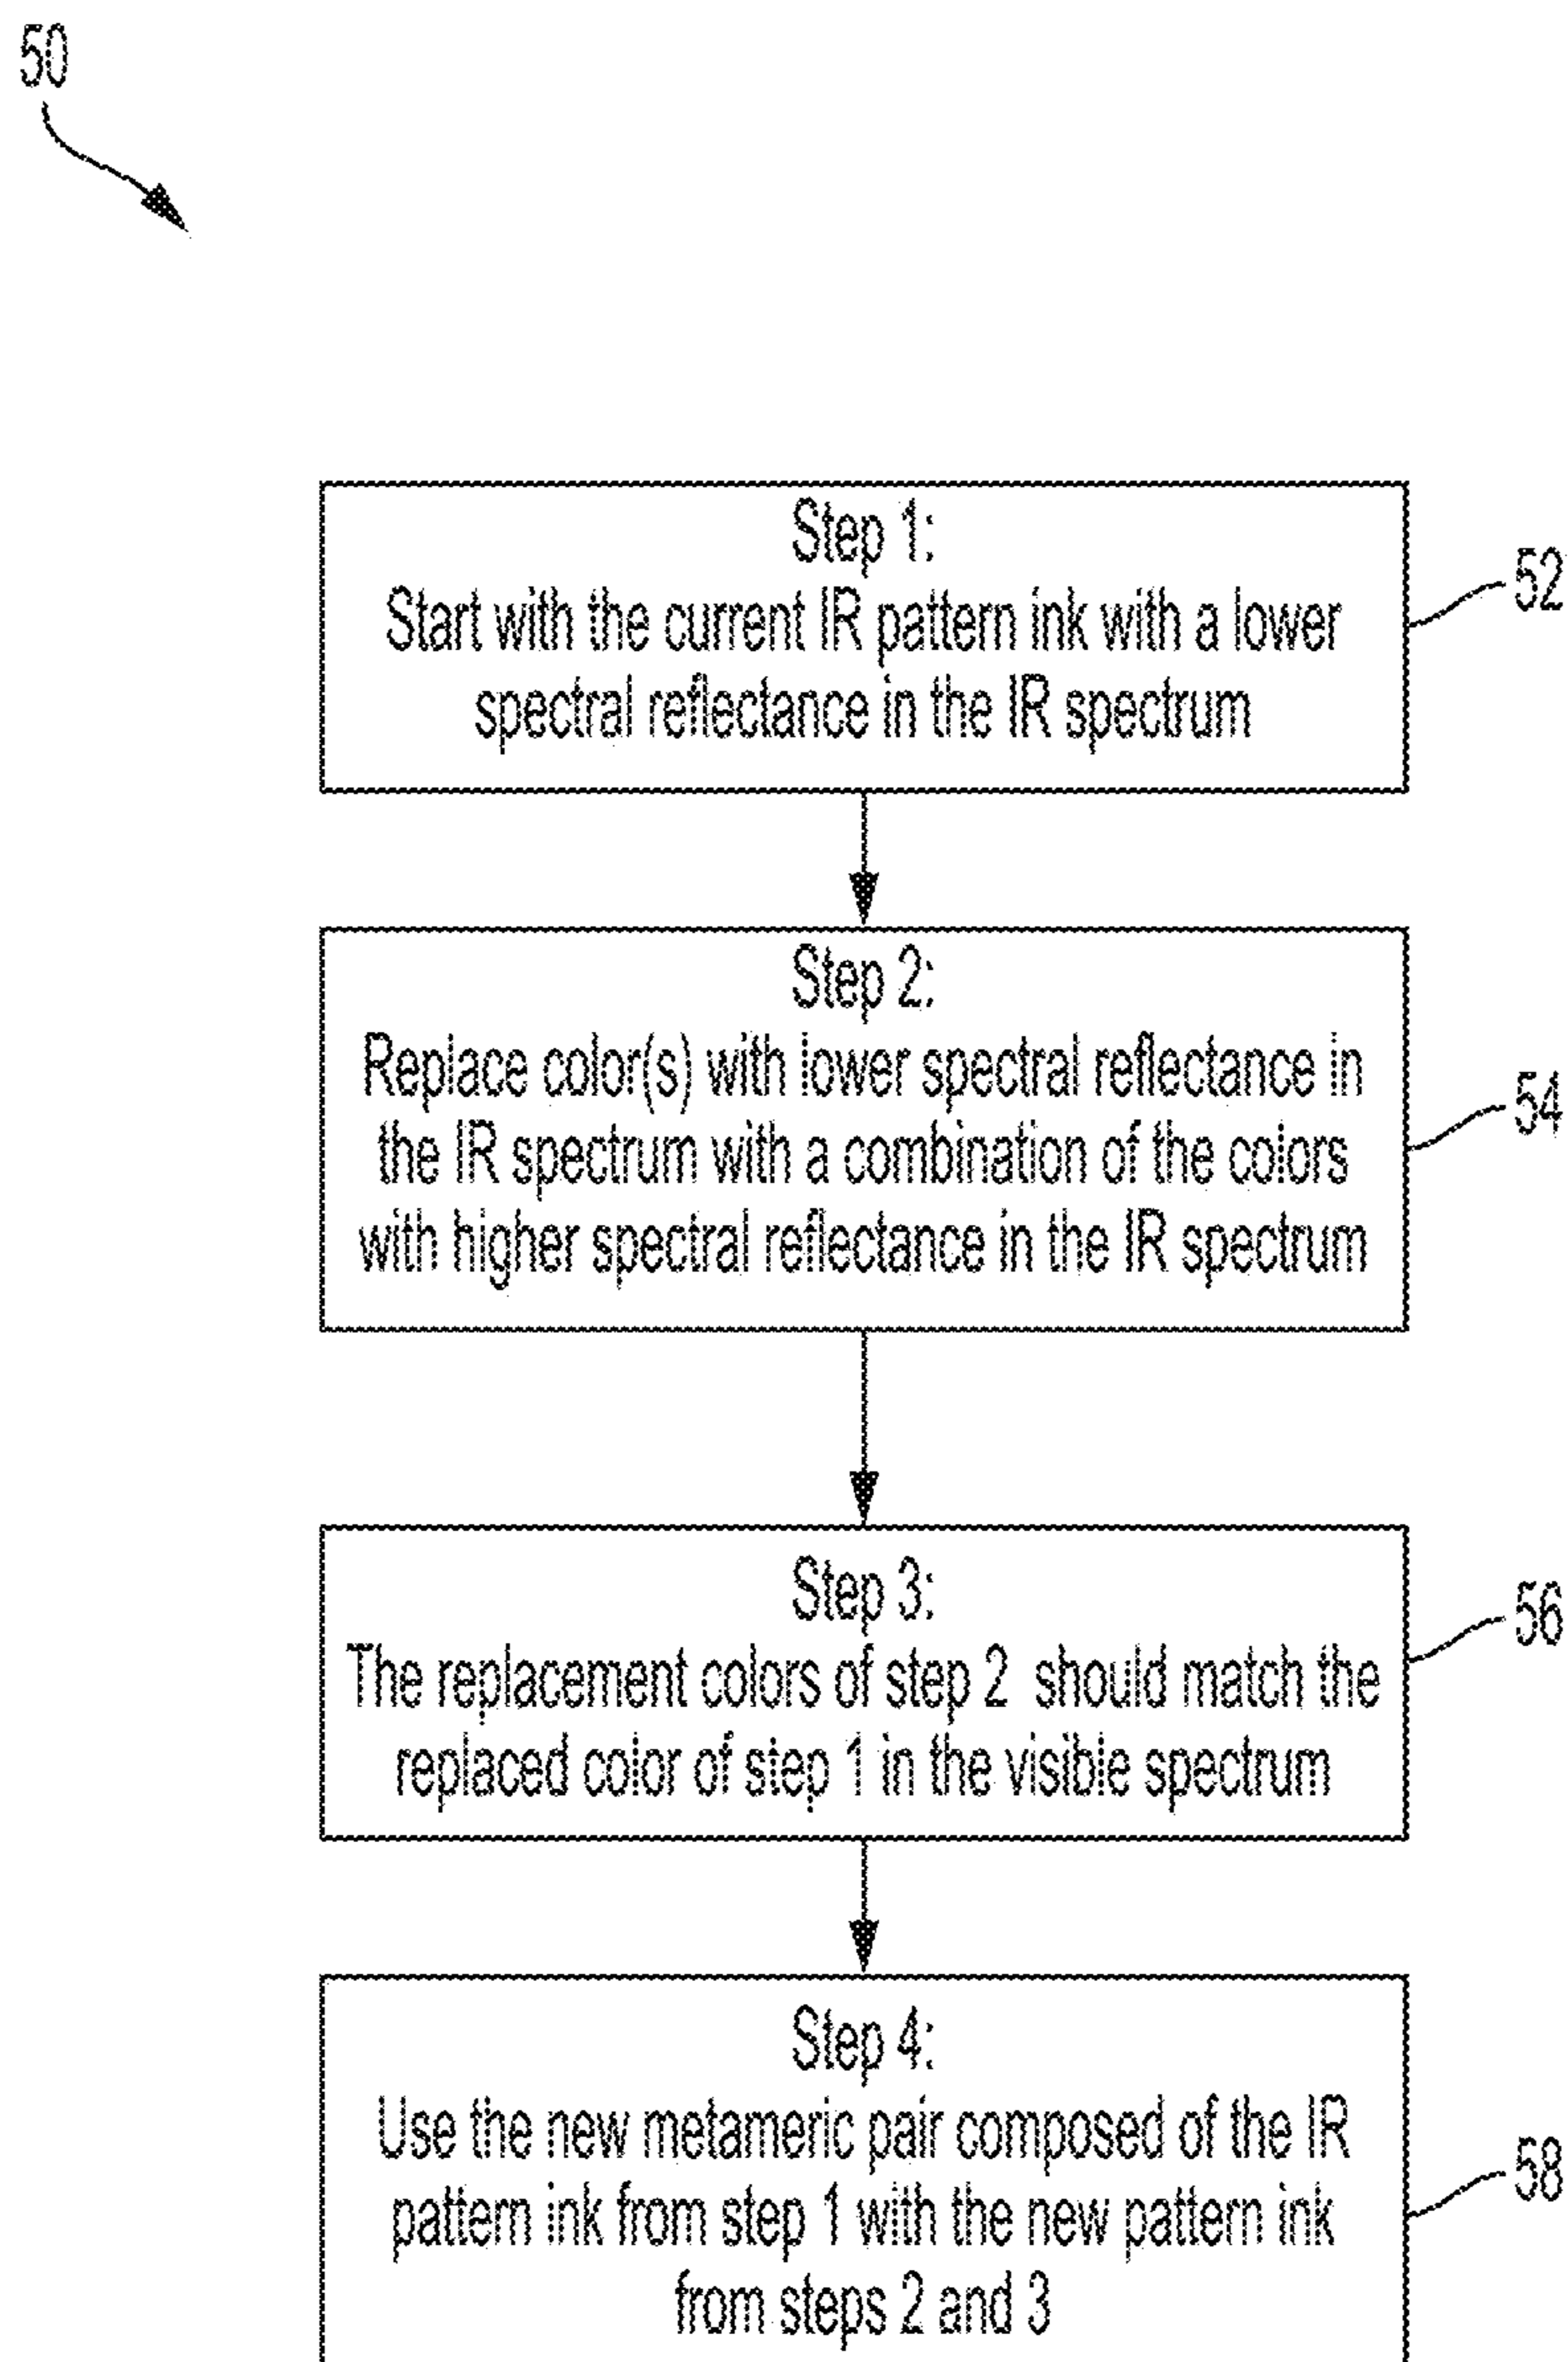 50
Step 1:
Start with the current IR pattern ink with a lower
spectral reflectance in the IR spectrum
52
Step 2:
Replace color(s) with lower spectral reflectance in
the IR spectrum with a combination of the colors
with higher spectral reflectance in the IR spectrum
54
Step 3:
The replacement colors of step 2 should match the
replaced color of step 1 in the visible spectrum
56
Step 4:
Use the new metameric pair composed of the IR
pattern ink from step 1 with the new pattern ink
from steps 2 and 3
58